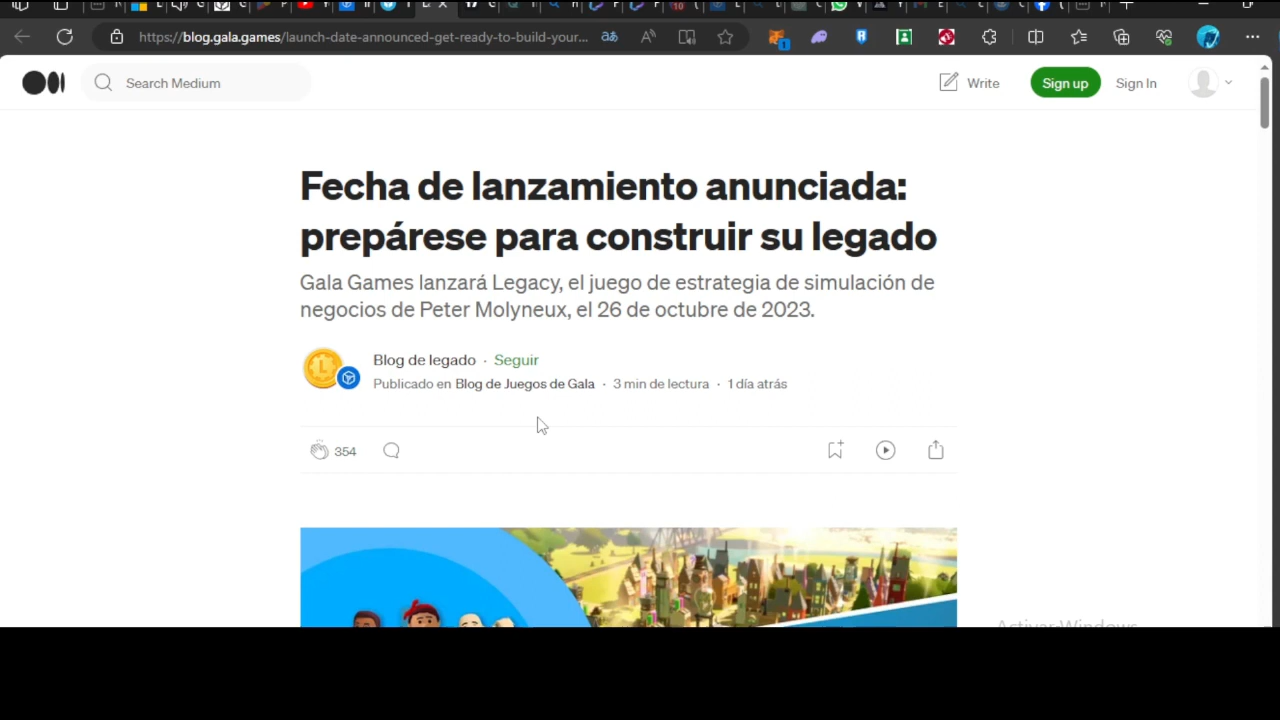 https://blog.gala.games/launch-date-announced-get-ready-to-build-your...
Search Medium
Write
Sign up
Sign In
Fecha de lanzamiento anunciada:
prepárese para construir su legado
Gala Games lanzará Legacy, el juego de estrategia de simulación de
negocios de Peter Molyneux, el 26 de octubre de 2023.
Blog de legado · Seguir
Publicado en Blog de Juegos de Gala · 3 min de lectura · 1 día atrás
354
Activar Windows